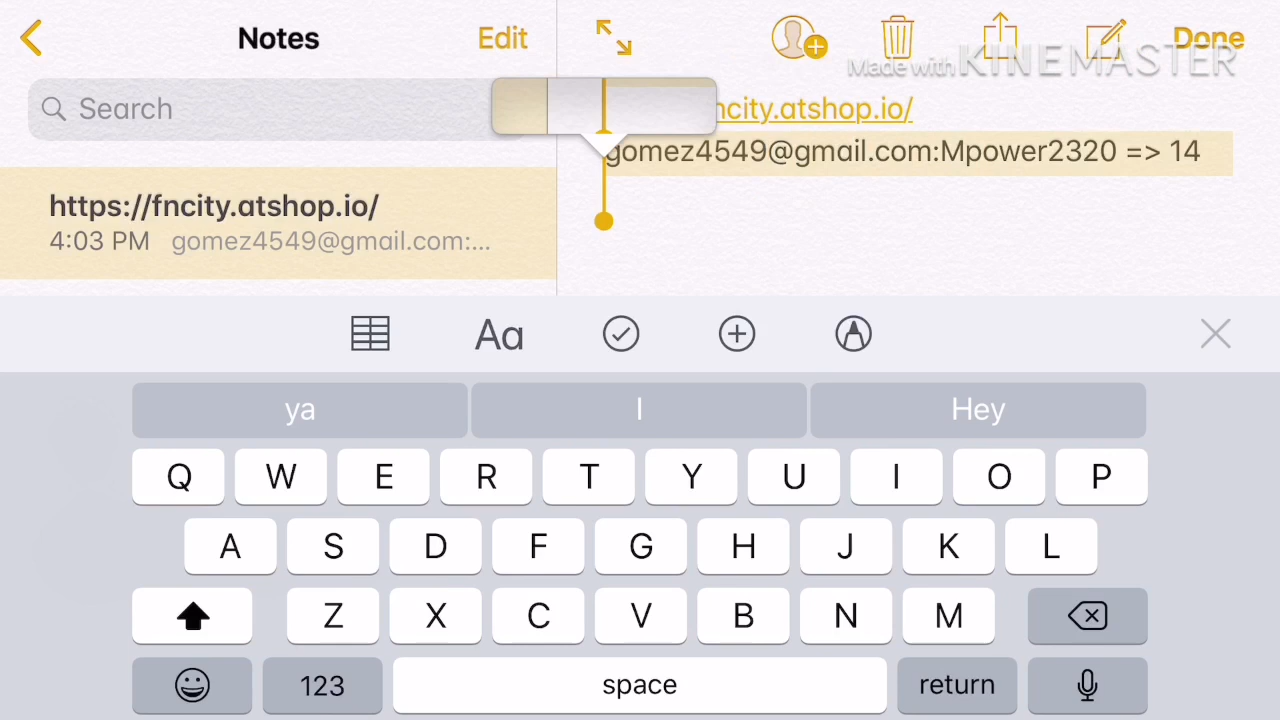 Notes
Edit
Done
Made with KINEMASTER
Search
ncity.atshop.io/
gomez4549@gmail.com:Mpower2320 => 14
https://fncity.atshop.io/
4:03 PM gomez4549@gmail.com:...
Aa
ya I Hey
Q W E R T Y U I O P
A S D F G H J K L
Z X C V B N M
123 space return